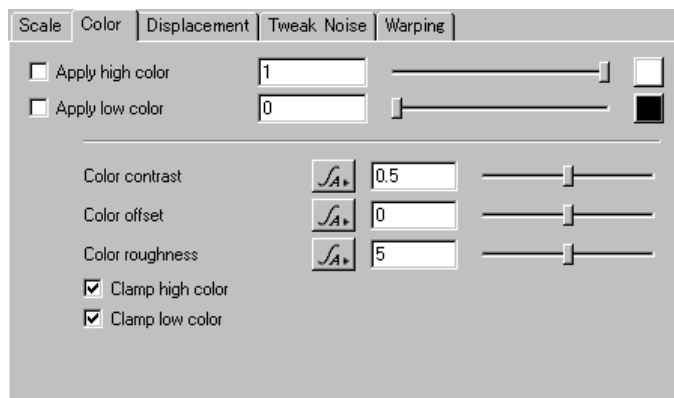 Scale Color Displacement Tweak Noise Warping
Apply high color 1
Apply low color 0
Color contrast A 0.5
Color offset A 0
Color roughness A 5
Clamp high color
Clamp low color